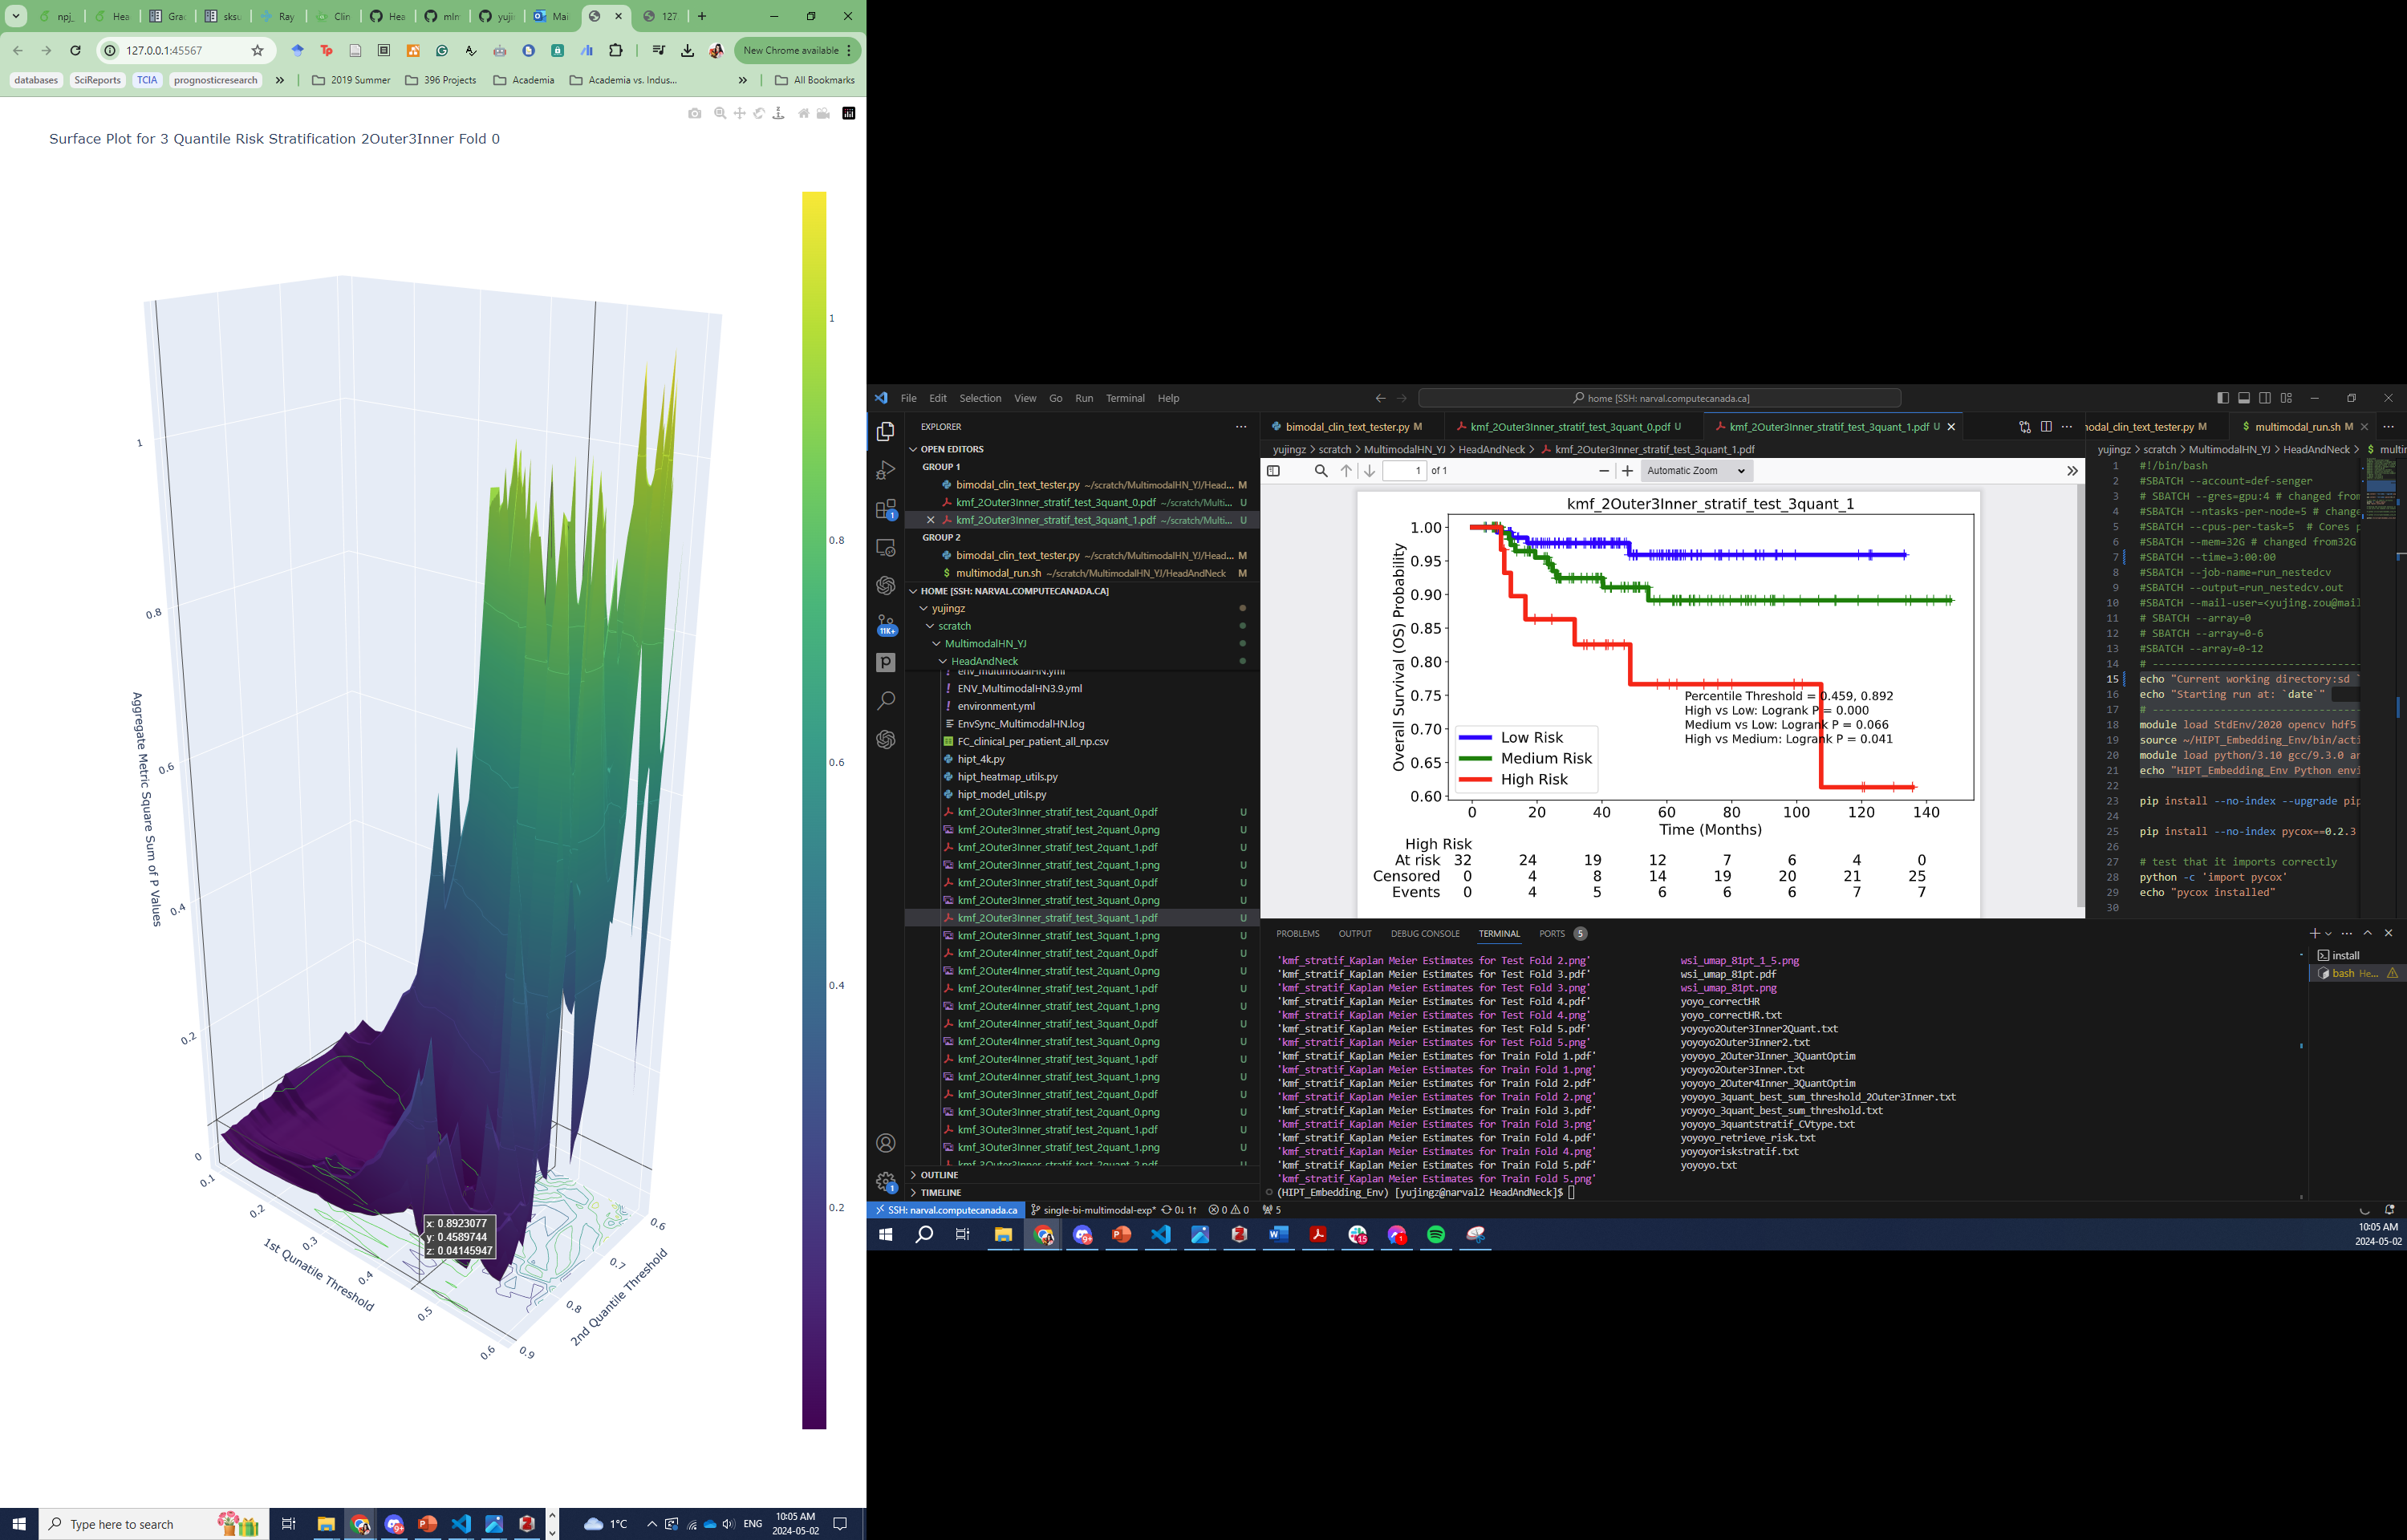 npj_
Hea
Gra
sksu
Ray
Clin
Hea
mln
yuji
Mai
127.
127.0.0.1:45567
New Chrome available
databases
SciReports
TCIA
prognosticresearch
2019 Summer
396 Projects
Academia
Academia vs. Indus...
All Bookmarks
Surface Plot for 3 Quantile Risk Stratification 2Outer3Inner Fold 0
1
0.8
0.6
0.4
0.2
0
Aggregate Metric Square Sum of P Values
0.1
0.2
0.3
0.4
0.5
0.6
1st Qunatile Threshold
0.6
0.7
0.8
0.9
2nd Quantile Threshold
x: 0.8923077
y: 0.4589744
z: 0.04145947
1
0.8
0.6
0.4
0.2
Type here to search
1°C
ENG
10:05 AM
2024-05-02
File Edit Selection View Go Run Terminal Help
home [SSH: narval.computecanada.ca]
EXPLORER
OPEN EDITORS
GROUP 1
bimodal_clin_text_tester.py ~/scratch/MultimodalHN_YJ/Head... M
kmf_2Outer3Inner_stratif_test_3quant_0.pdf ~/scratch/Multi... U
kmf_2Outer3Inner_stratif_test_3quant_1.pdf ~/scratch/Multi... U
GROUP 2
bimodal_clin_text_tester.py ~/scratch/MultimodalHN_YJ/Head... M
multimodal_run.sh ~/scratch/MultimodalHN_YJ/HeadAndNeck M
HOME [SSH: NARVAL.COMPUTECANADA.CA]
yujingz
scratch
MultimodalHN_YJ
HeadAndNeck
env_multimodalHN.yml
ENV_MultimodalHN3.9.yml
environment.yml
EnvSync_MultimodalHN.log
FC_clinical_per_patient_all_np.csv
hipt_4k.py
hipt_heatmap_utils.py
hipt_model_utils.py
kmf_2Outer3Inner_stratif_test_2quant_0.pdf U
kmf_2Outer3Inner_stratif_test_2quant_0.png U
kmf_2Outer3Inner_stratif_test_2quant_1.pdf U
kmf_2Outer3Inner_stratif_test_2quant_1.png U
kmf_2Outer3Inner_stratif_test_3quant_0.pdf U
kmf_2Outer3Inner_stratif_test_3quant_0.png U
kmf_2Outer3Inner_stratif_test_3quant_1.pdf U
kmf_2Outer3Inner_stratif_test_3quant_1.png U
kmf_2Outer4Inner_stratif_test_2quant_0.pdf U
kmf_2Outer4Inner_stratif_test_2quant_0.png U
kmf_2Outer4Inner_stratif_test_2quant_1.pdf U
kmf_2Outer4Inner_stratif_test_2quant_1.png U
kmf_2Outer4Inner_stratif_test_3quant_0.pdf U
kmf_2Outer4Inner_stratif_test_3quant_0.png U
kmf_2Outer4Inner_stratif_test_3quant_1.pdf U
kmf_2Outer4Inner_stratif_test_3quant_1.png U
kmf_3Outer3Inner_stratif_test_2quant_0.pdf U
kmf_3Outer3Inner_stratif_test_2quant_0.png U
kmf_3Outer3Inner_stratif_test_2quant_1.pdf U
kmf_3Outer3Inner_stratif_test_2quant_1.png U
kmf_3Outer3Inner_stratif_test_2quant_2.pdf U
OUTLINE
TIMELINE
1
11K+
1
bimodal_clin_text_tester.py M
kmf_2Outer3Inner_stratif_test_3quant_0.pdf U
kmf_2Outer3Inner_stratif_test_3quant_1.pdf U
yujingz > scratch > MultimodalHN_YJ > HeadAndNeck > kmf_2Outer3Inner_stratif_test_3quant_1.pdf
1 of 1
Automatic Zoom
kmf_2Outer3Inner_stratif_test_3quant_1
1.00
0.95
0.90
0.85
0.80
0.75
0.70
0.65
0.60
Overall Survival (OS) Probability
Percentile Threshold = 0.459, 0.892
High vs Low: Logrank P = 0.000
Medium vs Low: Logrank P = 0.066
High vs Medium: Logrank P = 0.041
Low Risk
Medium Risk
High Risk
0 20 40 60 80 100 120 140
Time (Months)
High Risk
At risk 32 24 19 12 7 6 4 0
Censored 0 4 8 14 19 20 21 25
Events 0 4 5 6 6 6 7 7
nodal_clin_text_tester.py M
multimodal_run.sh M
yujingz > scratch > MultimodalHN_YJ > HeadAndNeck > multin
1 #!/bin/bash
2 #SBATCH --account=def-senger
3 # SBATCH --gres=gpu:4 # changed from
4 #SBATCH --ntasks-per-node=5 # change
5 #SBATCH --cpus-per-task=5 # Cores p
6 #SBATCH --mem=32G # changed from32G
7 #SBATCH --time=3:00:00
8 #SBATCH --job-name=run_nestedcv
9 #SBATCH --output=run_nestedcv.out
10 #SBATCH --mail-user=<yujing.zou@mail
11 # SBATCH --array=0
12 # SBATCH --array=0-6
13 #SBATCH --array=0-12
14 # ---------------------------------
15 echo "Current working directory:sd `
16 echo "Starting run at: `date`"
17 # ---------------------------------
18 module load StdEnv/2020 opencv hdf5
19 source ~/HIPT_Embedding_Env/bin/acti
20 module load python/3.10 gcc/9.3.0 ar
21 echo "HIPT_Embedding_Env Python envi
22
23 pip install --no-index --upgrade pip
24
25 pip install --no-index pycox==0.2.3
26
27 # test that it imports correctly
28 python -c 'import pycox'
29 echo "pycox installed"
30
PROBLEMS OUTPUT DEBUG CONSOLE TERMINAL PORTS 5
'kmf_stratif_Kaplan Meier Estimates for Test Fold 2.png' wsi_umap_81pt_1_5.png
'kmf_stratif_Kaplan Meier Estimates for Test Fold 3.pdf' wsi_umap_81pt.pdf
'kmf_stratif_Kaplan Meier Estimates for Test Fold 3.png' wsi_umap_81pt.png
'kmf_stratif_Kaplan Meier Estimates for Test Fold 4.pdf' yoyo_correctHR
'kmf_stratif_Kaplan Meier Estimates for Test Fold 4.png' yoyo_correctHR.txt
'kmf_stratif_Kaplan Meier Estimates for Test Fold 5.pdf' yoyoyo2Outer3Inner2Quant.txt
'kmf_stratif_Kaplan Meier Estimates for Test Fold 5.png' yoyoyo2Outer3Inner2.txt
'kmf_stratif_Kaplan Meier Estimates for Train Fold 1.pdf' yoyoyo_2Outer3Inner_3QuantOptim
'kmf_stratif_Kaplan Meier Estimates for Train Fold 1.png' yoyoyo2Outer3Inner.txt
'kmf_stratif_Kaplan Meier Estimates for Train Fold 2.pdf' yoyoyo_2Outer4Inner_3QuantOptim
'kmf_stratif_Kaplan Meier Estimates for Train Fold 2.png' yoyoyo_3quant_best_sum_threshold_2Outer3Inner.txt
'kmf_stratif_Kaplan Meier Estimates for Train Fold 3.pdf' yoyoyo_3quant_best_sum_threshold.txt
'kmf_stratif_Kaplan Meier Estimates for Train Fold 3.png' yoyoyo_3quantstratif_CVtype.txt
'kmf_stratif_Kaplan Meier Estimates for Train Fold 4.pdf' yoyoyo_retrieve_risk.txt
'kmf_stratif_Kaplan Meier Estimates for Train Fold 4.png' yoyoyoriskstratif.txt
'kmf_stratif_Kaplan Meier Estimates for Train Fold 5.pdf' yoyoyo.txt
'kmf_stratif_Kaplan Meier Estimates for Train Fold 5.png'
(HIPT_Embedding_Env) [yujingz@narval2 HeadAndNeck]$
install
bash He...
SSH: narval.computecanada.ca
single-bi-multimodal-exp*
0↓ 1↑
0 0
5
10:05 AM
2024-05-02